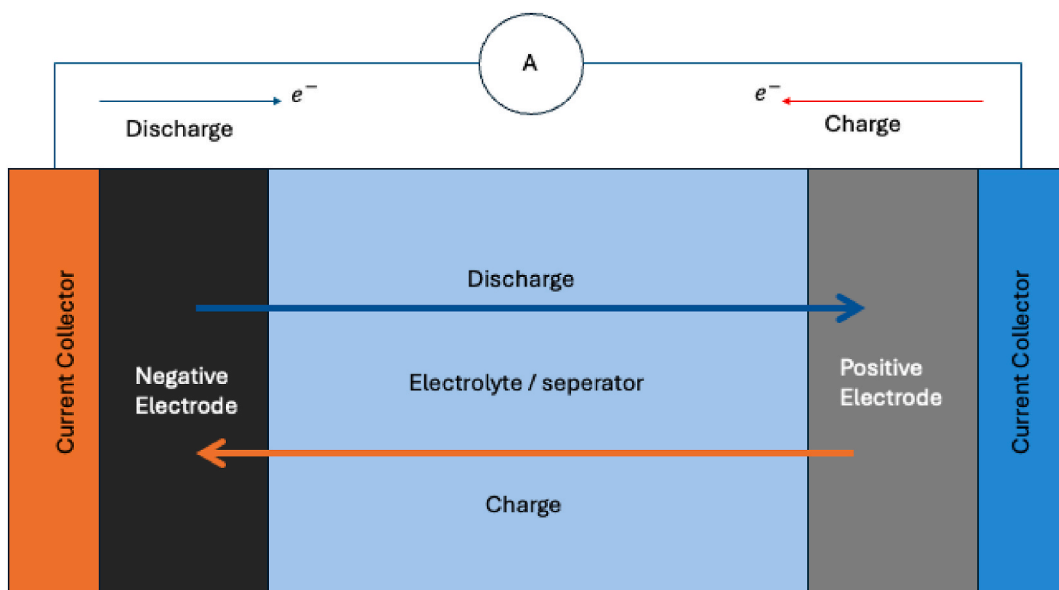 A
e⁻
e⁻
Discharge
Charge
Current Collector
Negative
Electrode
Discharge
Electrolyte / seperator
Charge
Positive
Electrode
Current Collector